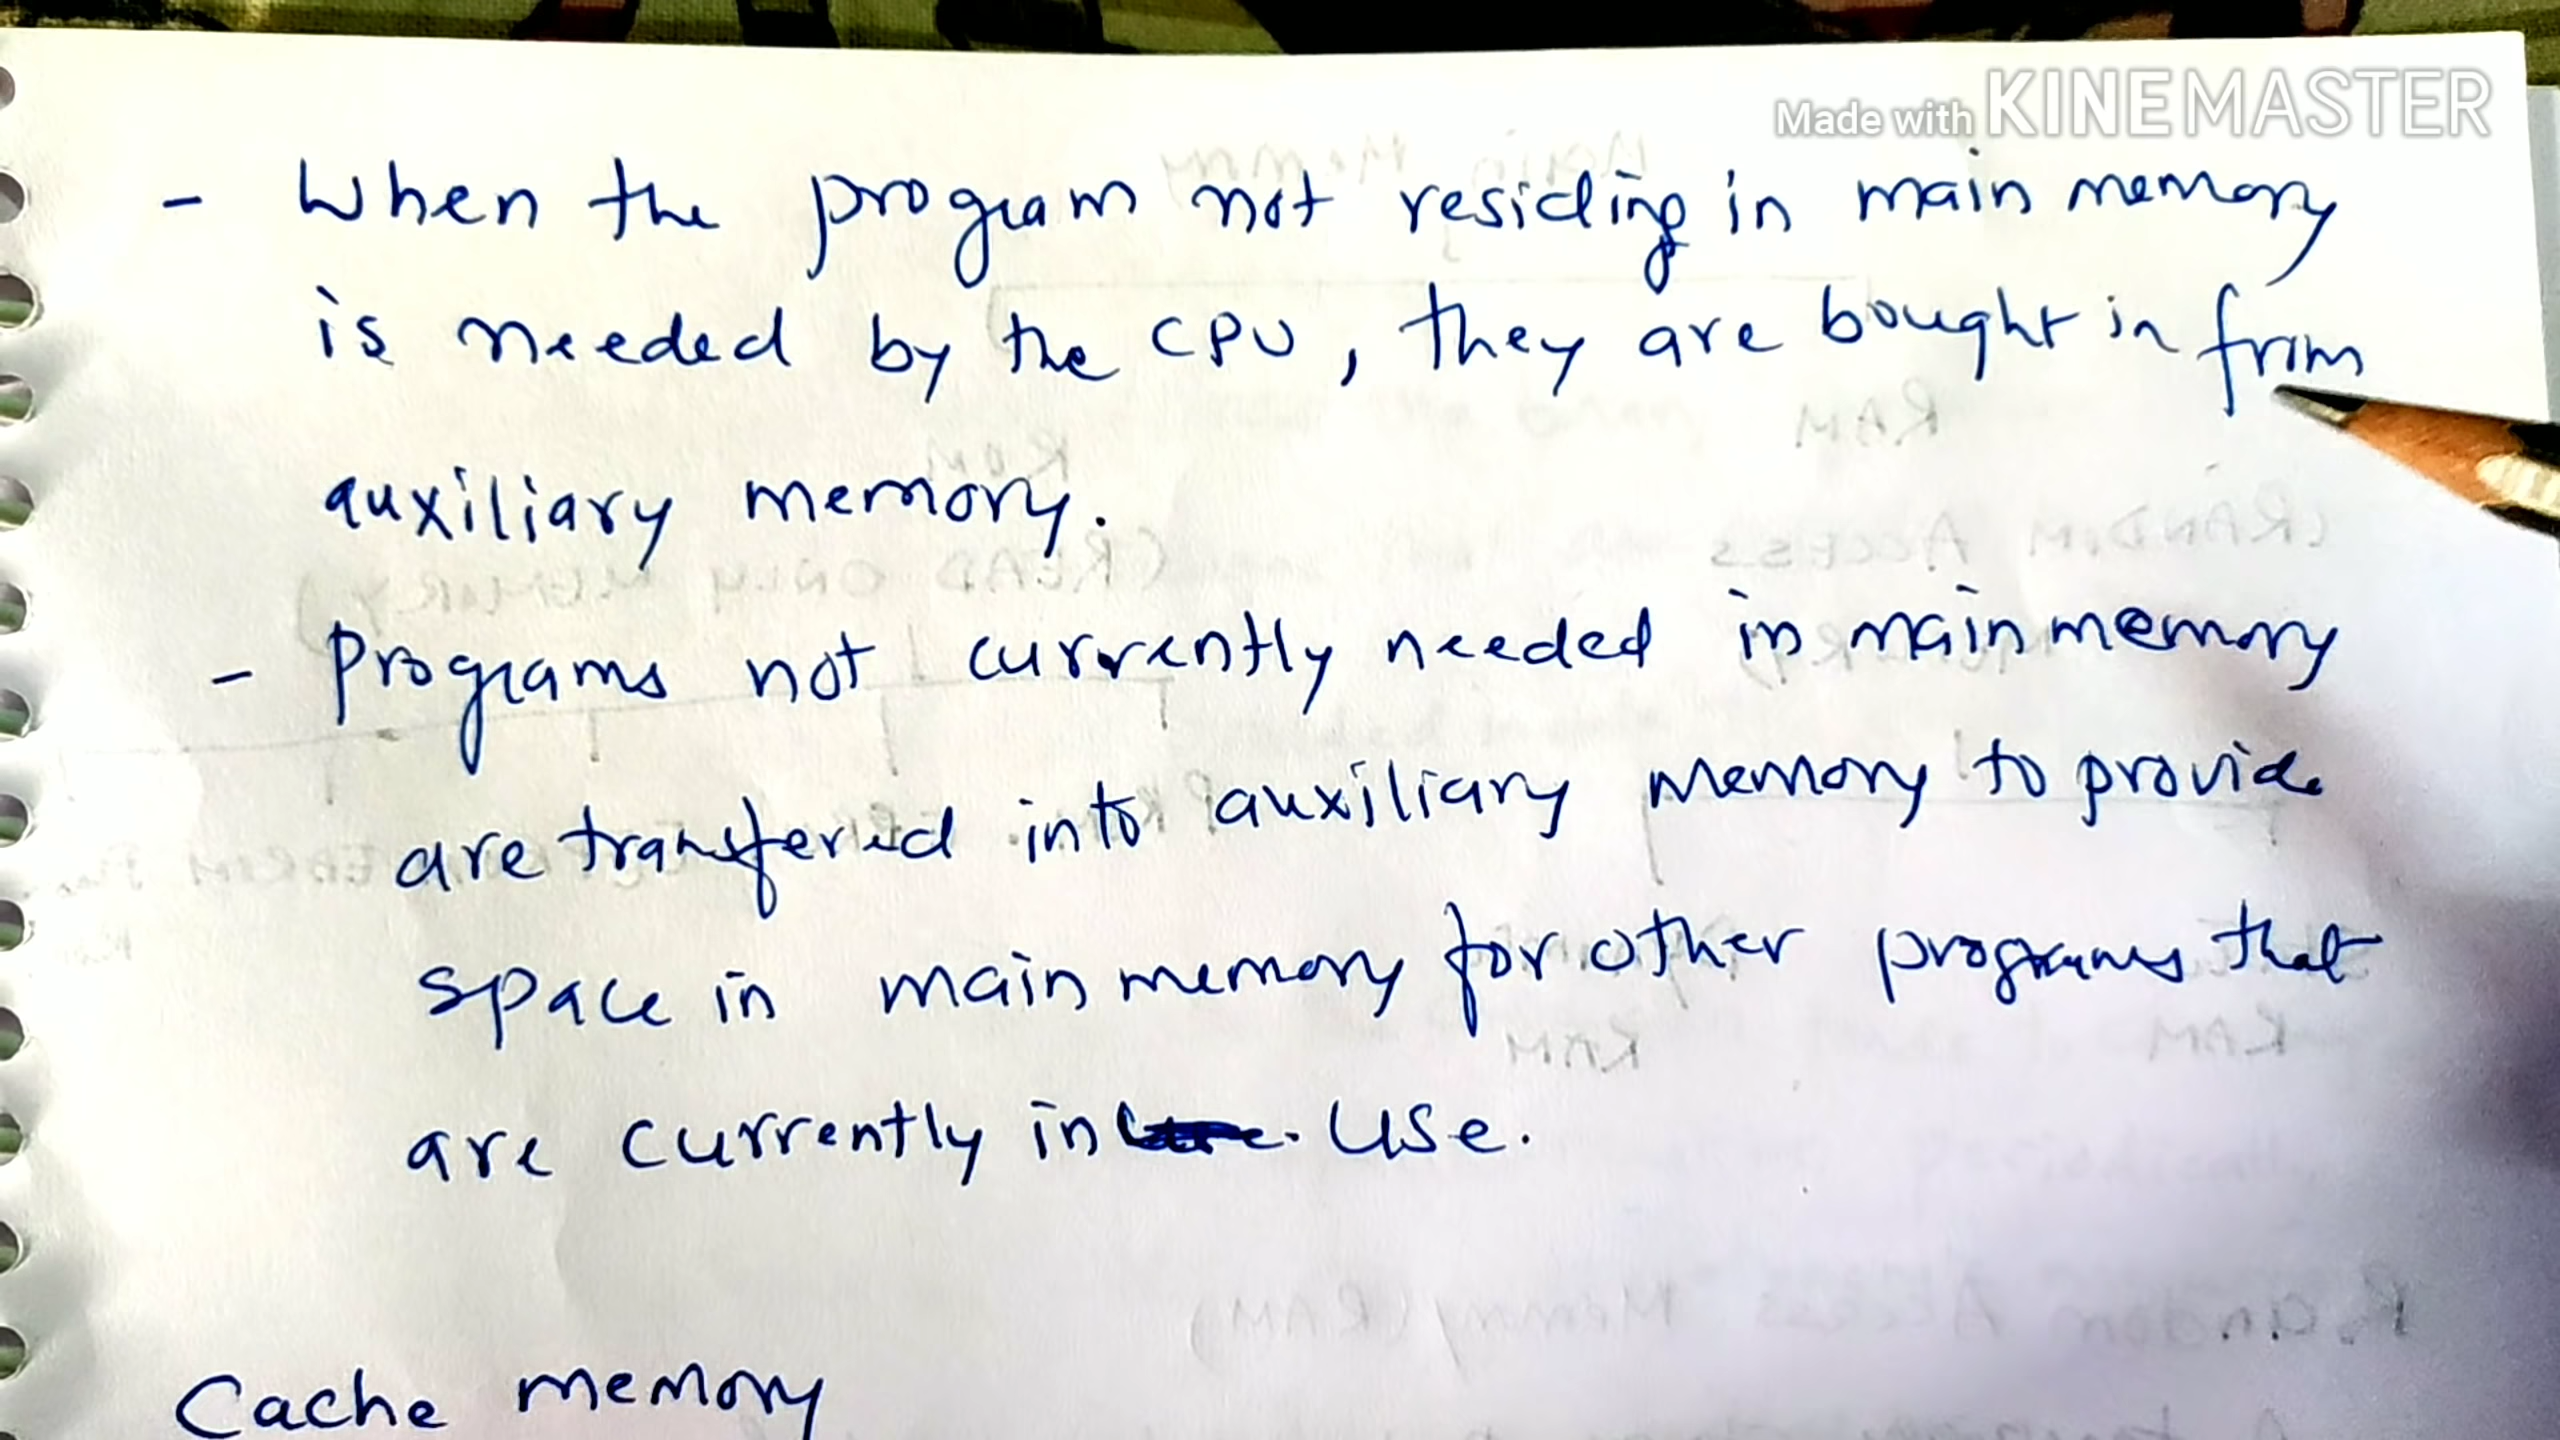 Made with KINEMASTER
- When the program not residing in main memory
is needed by the CPU, they are bought in from
auxiliary memory.
- Programs not currently needed in main memory
are transfered into auxiliary memory to provide
space in main memory for other programs that
are currently in use.
Cache memory